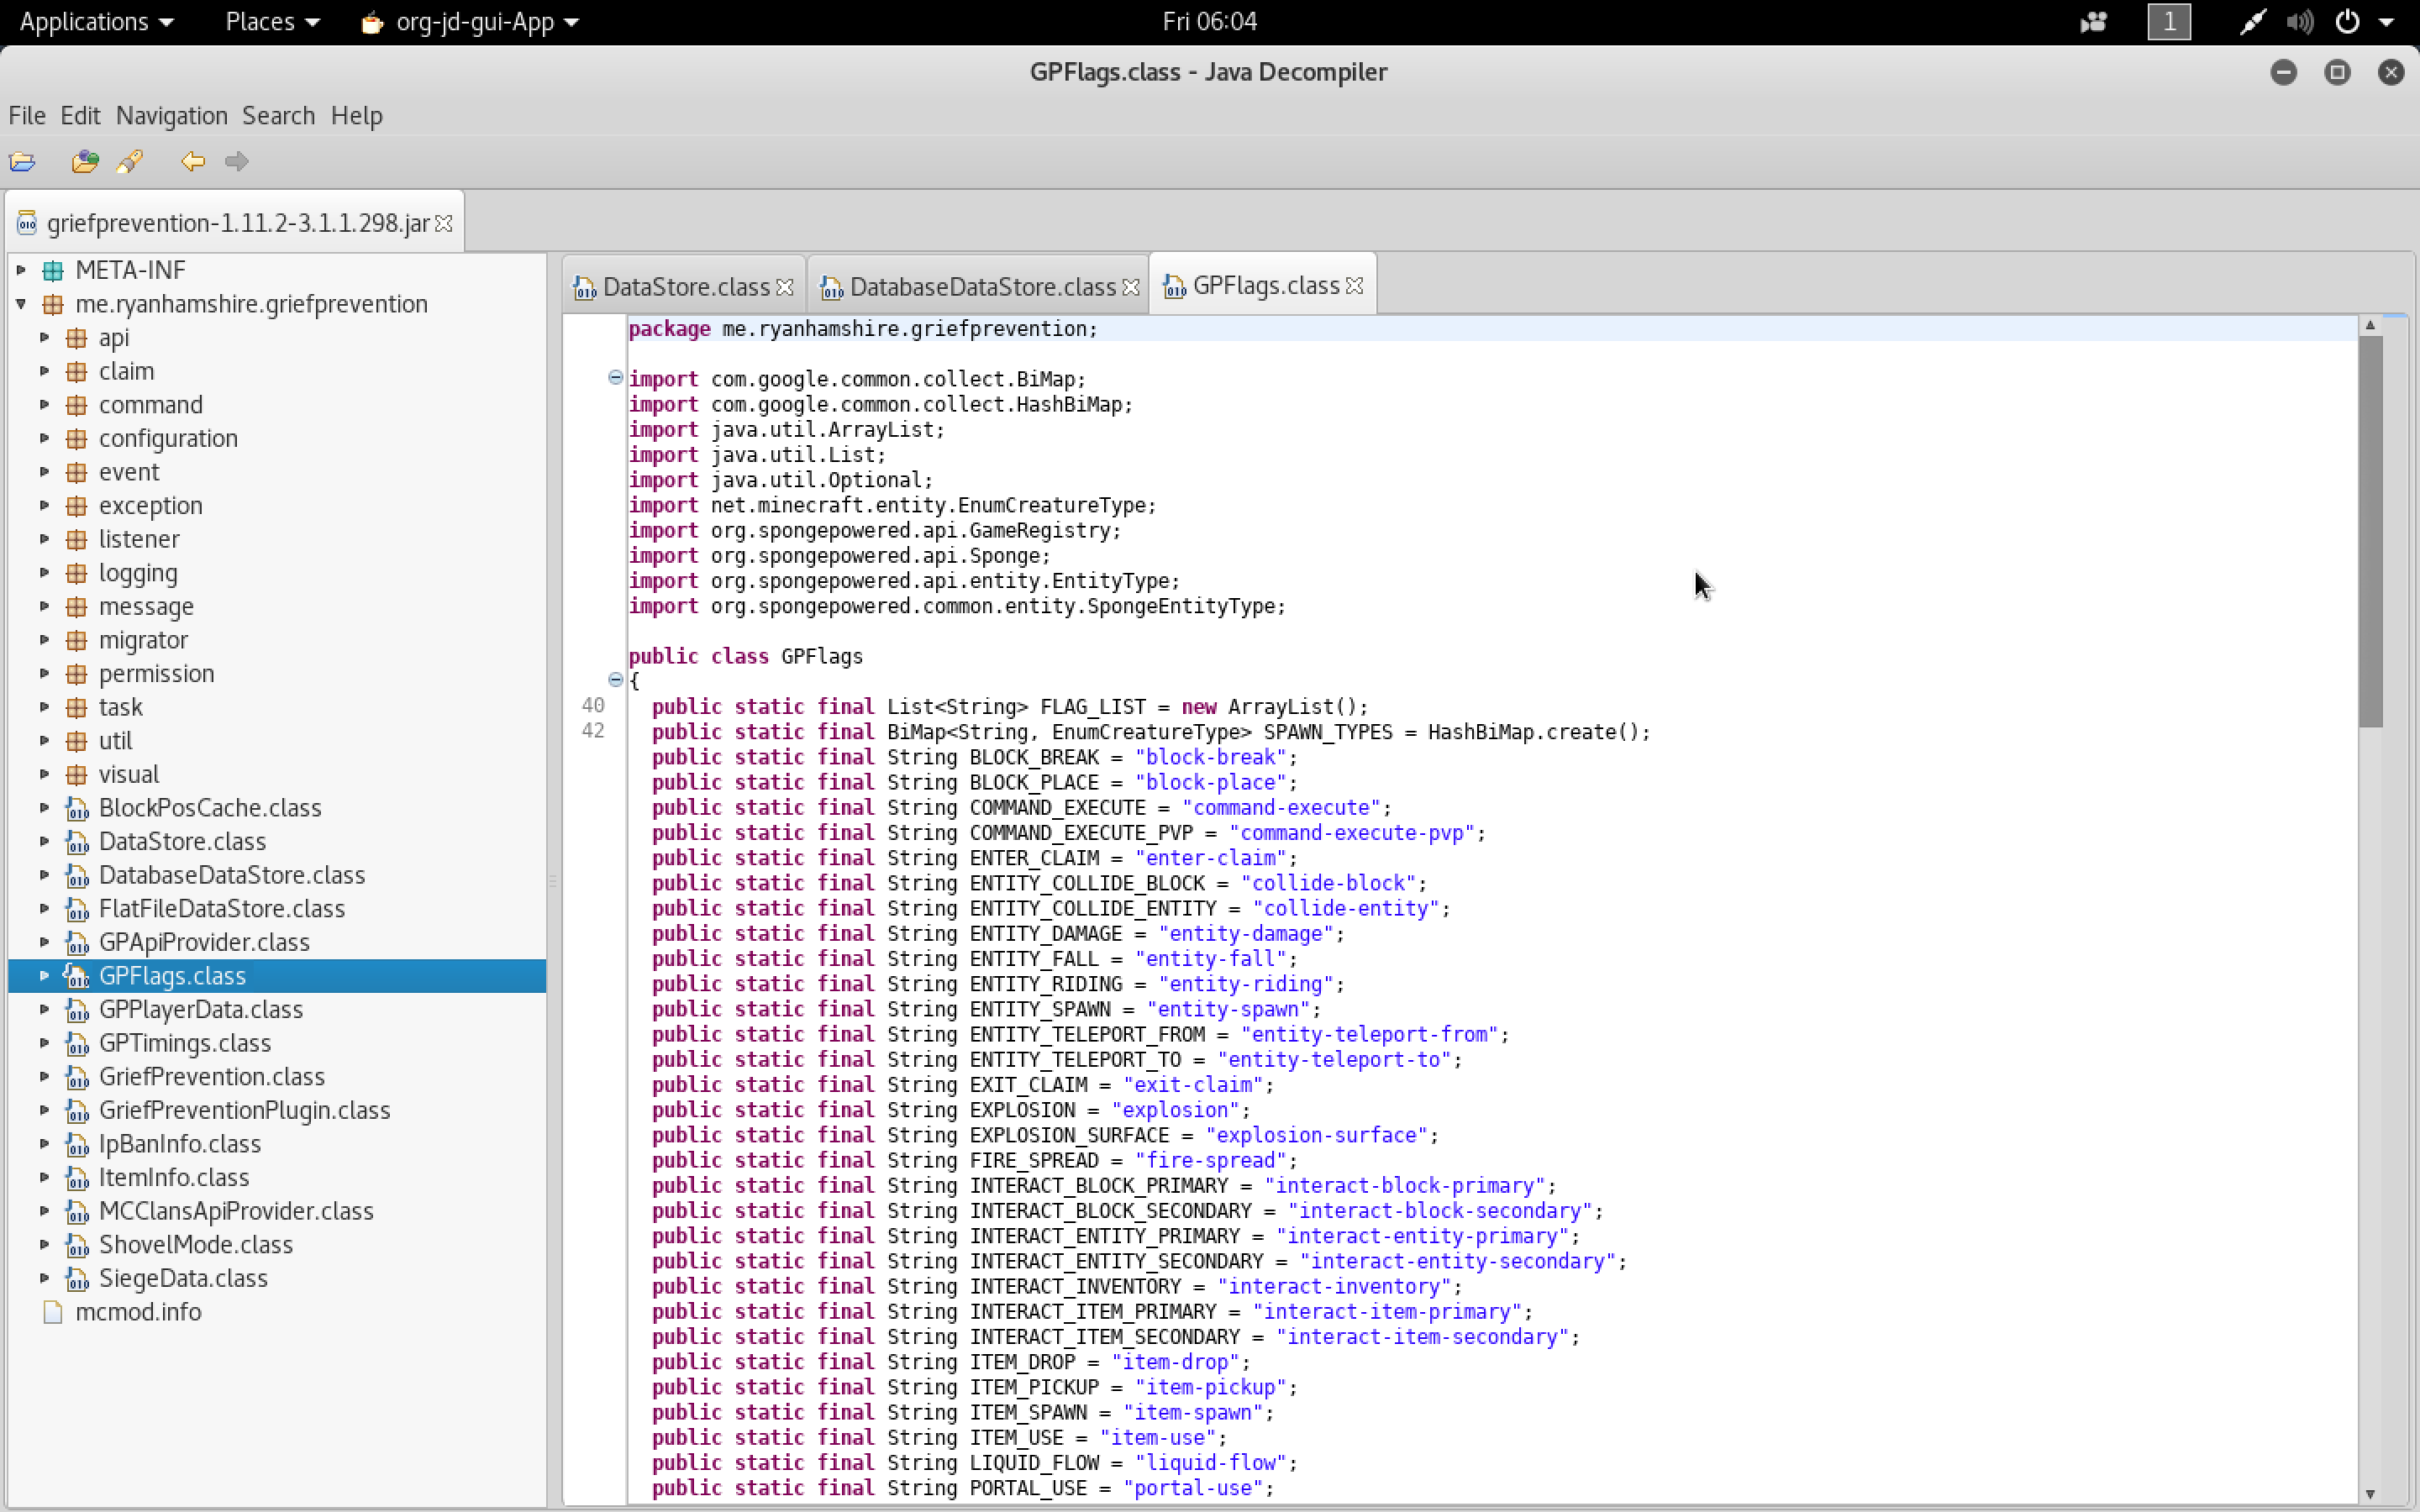 Applications Places org-jd-gui-App Fri 06:04 1
GPFlags.class - Java Decompiler
File Edit Navigation Search Help
griefprevention-1.11.2-3.1.1.298.jar
META-INF
me.ryanhamshire.griefprevention
api
claim
command
configuration
event
exception
listener
logging
message
migrator
permission
task
util
visual
BlockPosCache.class
DataStore.class
DatabaseDataStore.class
FlatFileDataStore.class
GPApiProvider.class
GPFlags.class
GPPlayerData.class
GPTimings.class
GriefPrevention.class
GriefPreventionPlugin.class
IpBanInfo.class
ItemInfo.class
MCClansApiProvider.class
ShovelMode.class
SiegeData.class
mcmod.info
DataStore.class DatabaseDataStore.class GPFlags.class
package me.ryanhamshire.griefprevention;
import com.google.common.collect.BiMap;
import com.google.common.collect.HashBiMap;
import java.util.ArrayList;
import java.util.List;
import java.util.Optional;
import net.minecraft.entity.EnumCreatureType;
import org.spongepowered.api.GameRegistry;
import org.spongepowered.api.Sponge;
import org.spongepowered.api.entity.EntityType;
import org.spongepowered.common.entity.SpongeEntityType;
public class GPFlags
{
40 public static final List<String> FLAG_LIST = new ArrayList();
42 public static final BiMap<String, EnumCreatureType> SPAWN_TYPES = HashBiMap.create();
public static final String BLOCK_BREAK = "block-break";
public static final String BLOCK_PLACE = "block-place";
public static final String COMMAND_EXECUTE = "command-execute";
public static final String COMMAND_EXECUTE_PVP = "command-execute-pvp";
public static final String ENTER_CLAIM = "enter-claim";
public static final String ENTITY_COLLIDE_BLOCK = "collide-block";
public static final String ENTITY_COLLIDE_ENTITY = "collide-entity";
public static final String ENTITY_DAMAGE = "entity-damage";
public static final String ENTITY_FALL = "entity-fall";
public static final String ENTITY_RIDING = "entity-riding";
public static final String ENTITY_SPAWN = "entity-spawn";
public static final String ENTITY_TELEPORT_FROM = "entity-teleport-from";
public static final String ENTITY_TELEPORT_TO = "entity-teleport-to";
public static final String EXIT_CLAIM = "exit-claim";
public static final String EXPLOSION = "explosion";
public static final String EXPLOSION_SURFACE = "explosion-surface";
public static final String FIRE_SPREAD = "fire-spread";
public static final String INTERACT_BLOCK_PRIMARY = "interact-block-primary";
public static final String INTERACT_BLOCK_SECONDARY = "interact-block-secondary";
public static final String INTERACT_ENTITY_PRIMARY = "interact-entity-primary";
public static final String INTERACT_ENTITY_SECONDARY = "interact-entity-secondary";
public static final String INTERACT_INVENTORY = "interact-inventory";
public static final String INTERACT_ITEM_PRIMARY = "interact-item-primary";
public static final String INTERACT_ITEM_SECONDARY = "interact-item-secondary";
public static final String ITEM_DROP = "item-drop";
public static final String ITEM_PICKUP = "item-pickup";
public static final String ITEM_SPAWN = "item-spawn";
public static final String ITEM_USE = "item-use";
public static final String LIQUID_FLOW = "liquid-flow";
public static final String PORTAL_USE = "portal-use";